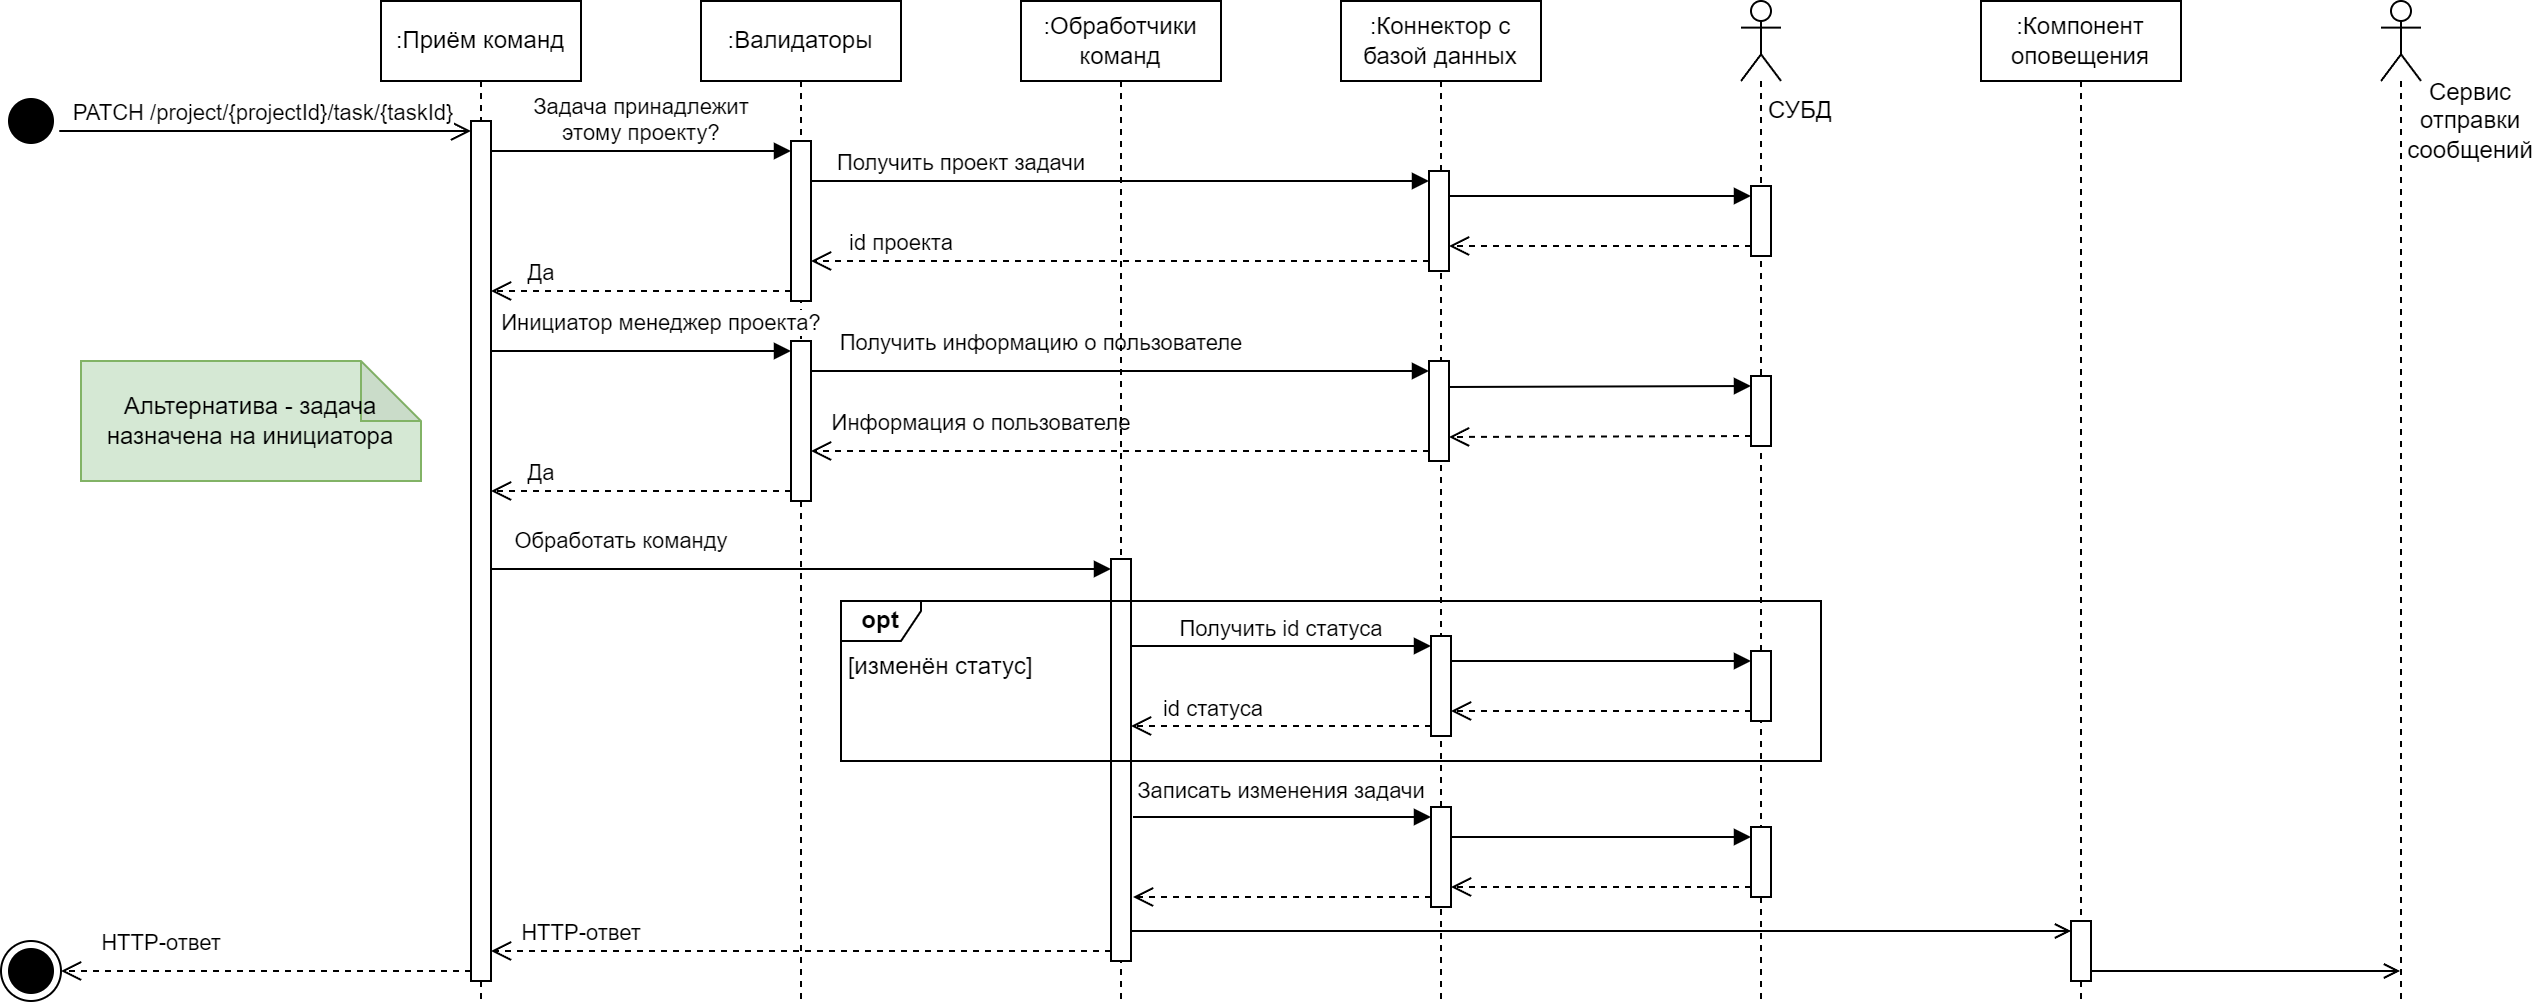 :Приём команд
:Валидаторы
:Обработчики
команд
:Коннектор с
базой данных
СУБД
:Компонент
оповещения
Сервис
отправки
сообщений
PATCH /project/{projectId}/task/{taskId}
Задача принадлежит
этому проекту?
Получить проект задачи
id проекта
Да
Инициатор менеджер проекта?
Получить информацию о пользователе
Альтернатива - задача
назначена на инициатора
Информация о пользователе
Да
Обработать команду
opt
[изменён статус]
Получить id статуса
id статуса
Записать изменения задачи
HTTP-ответ
HTTP-ответ